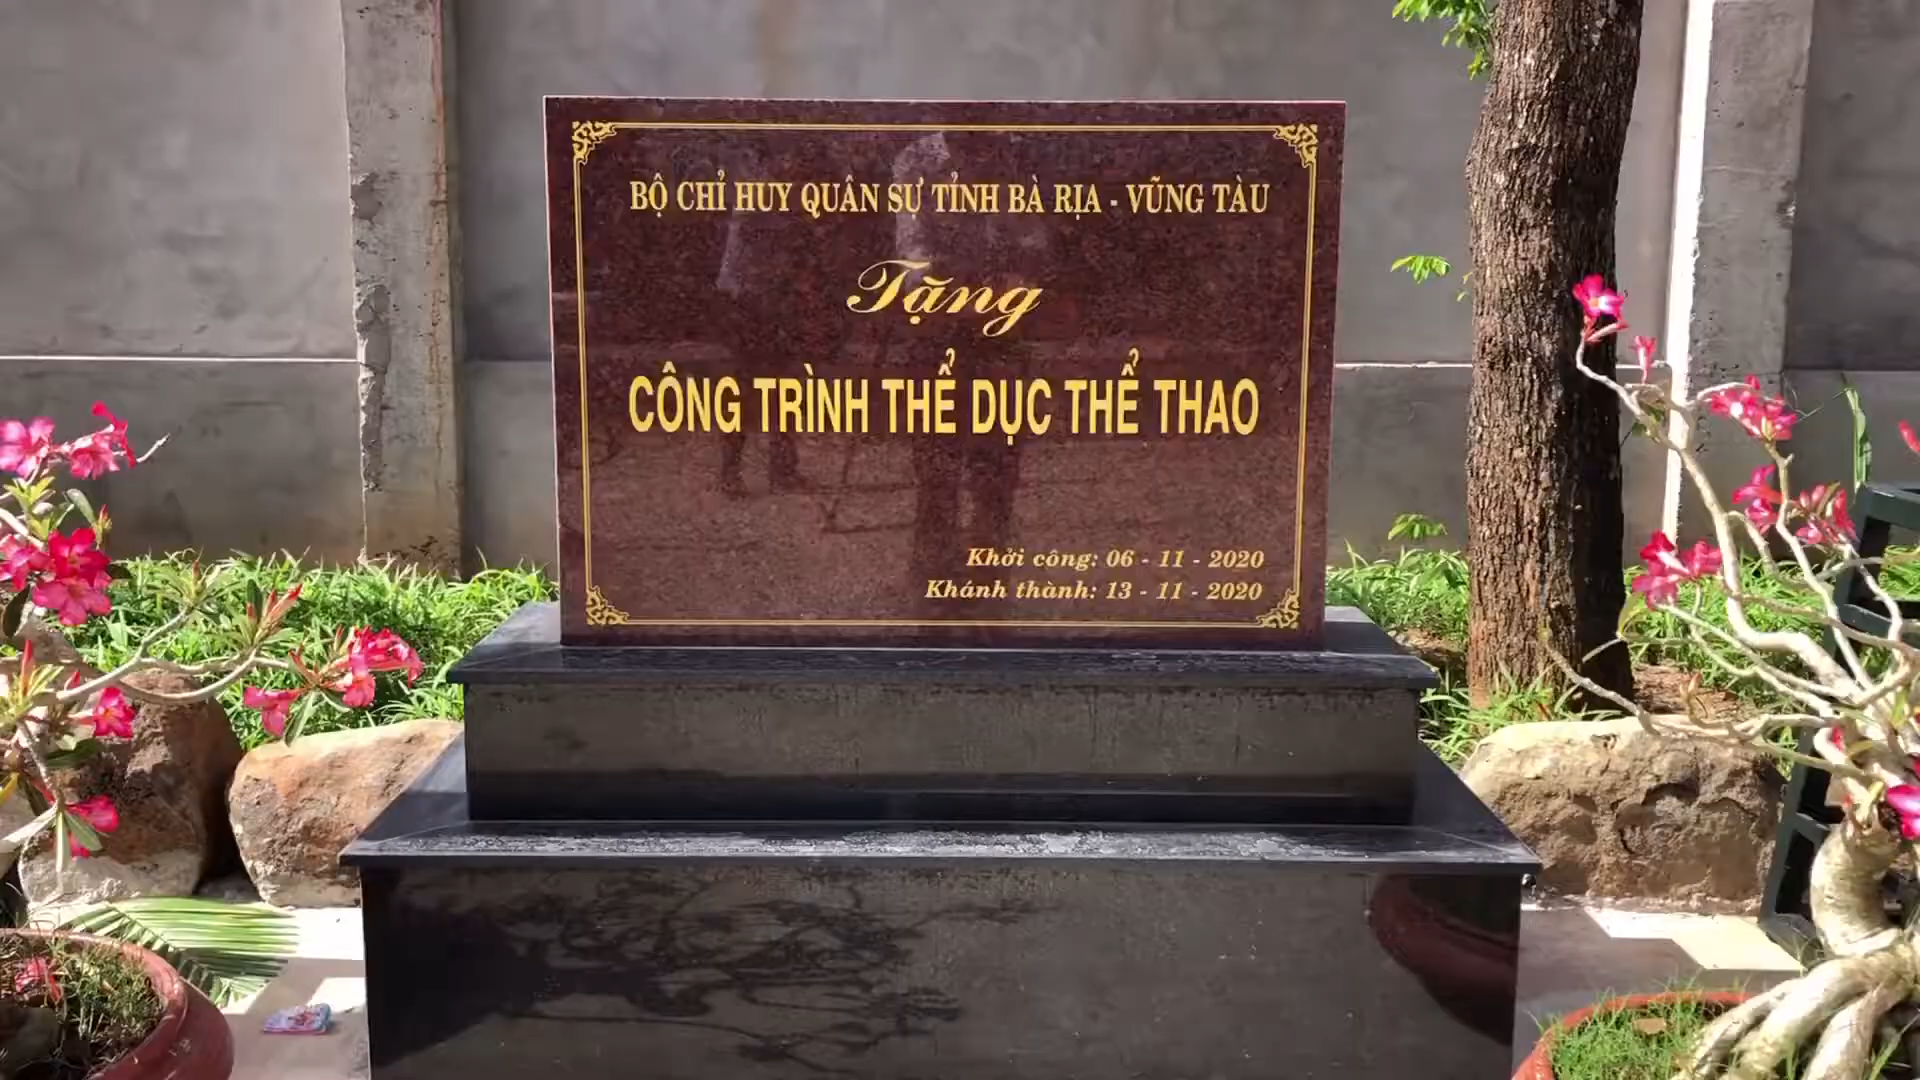 BỘ CHỈ HUY QUÂN SỰ TỈNH BÀ RỊA - VŨNG TÀU
Tặng
CÔNG TRÌNH THỂ DỤC THỂ THAO
Khởi công: 06 - 11 - 2020
Khánh thành: 13 - 11 - 2020